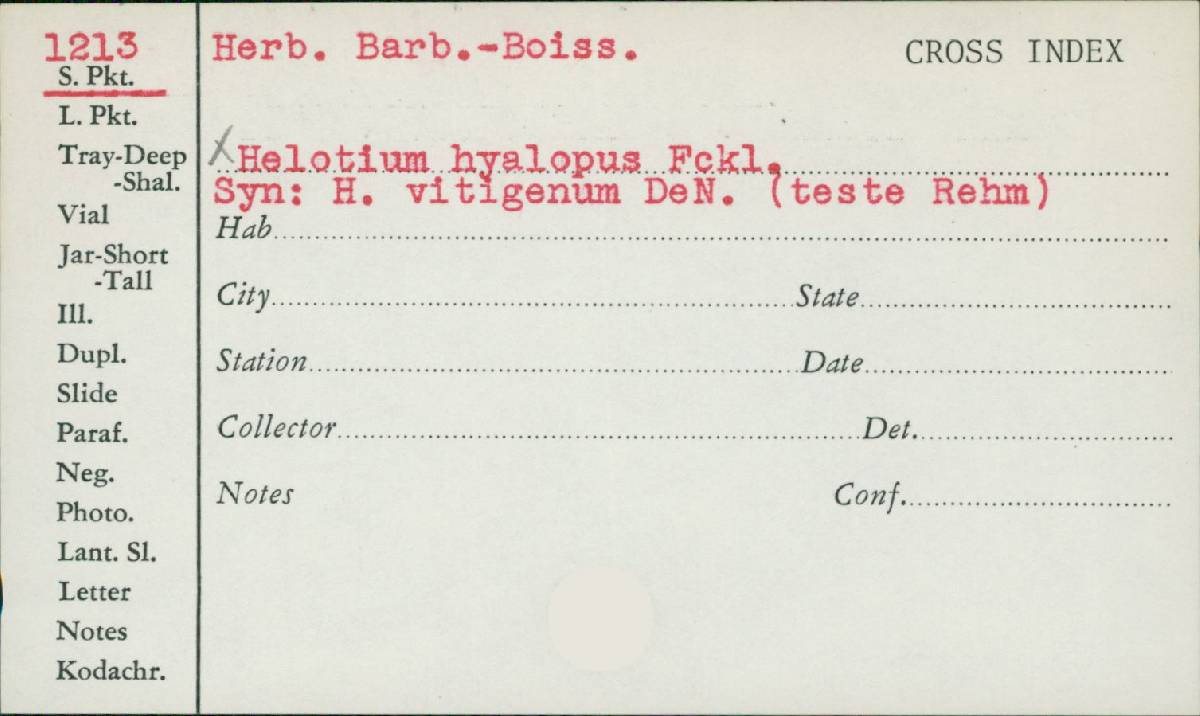 1213
S. Pkt.
L. Pkt.
Tray-Deep
-Shal.
Vial
Jar-Short
-Tall
Ill.
Dupl.
Slide
Paraf.
Neg.
Photo.
Lant. Sl.
Letter
Notes
Kodachr.
Herb. Barb.-Boiss.
CROSS INDEX
X Helotium hyalopus Fckl.
Syn: H. vitigenum DeN. (teste Rehm)
Hab
City State
Station Date
Collector Det.
Notes Conf.